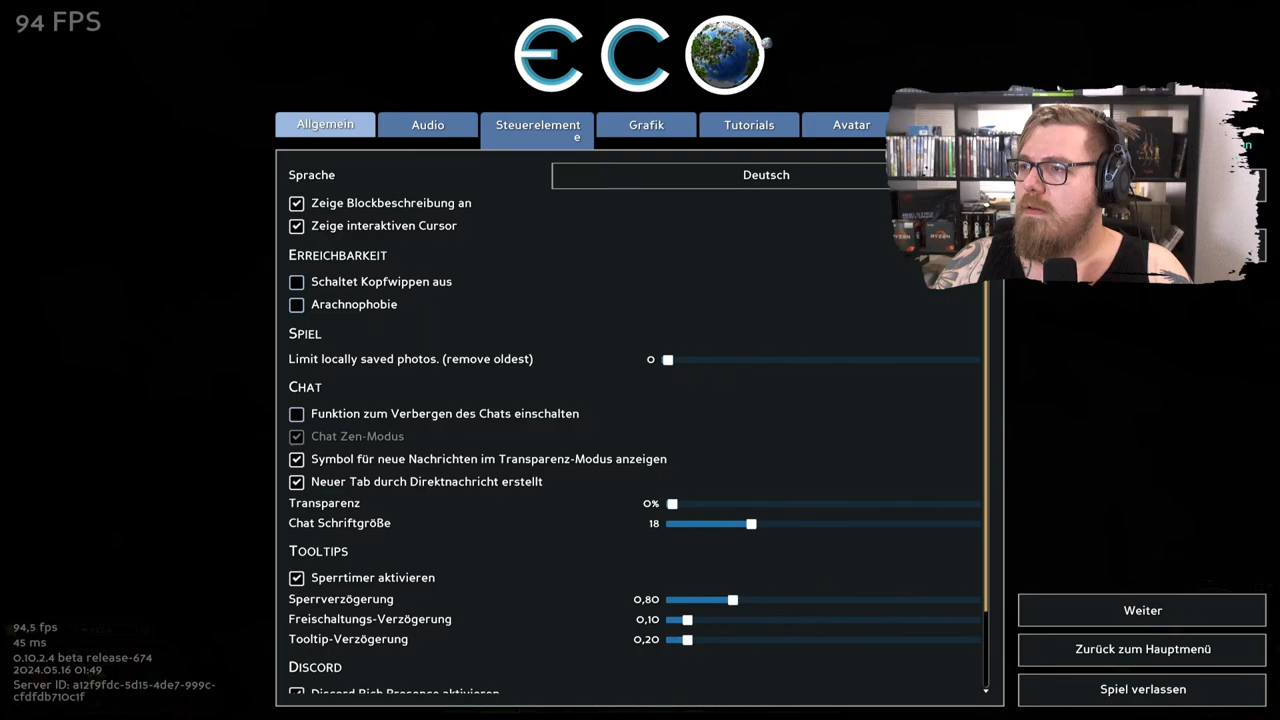 94 FPS
ECO
Allgemein
Audio
Steuerelement
e
Grafik
Tutorials
Avatar
Sprache
Deutsch
Zeige Blockbeschreibung an
Zeige interaktiven Cursor
ERREICHBARKEIT
Schaltet Kopfwippen aus
Arachnophobie
SPIEL
Limit locally saved photos. (remove oldest)
0
CHAT
Funktion zum Verbergen des Chats einschalten
Chat Zen-Modus
Symbol für neue Nachrichten im Transparenz-Modus anzeigen
Neuer Tab durch Direktnachricht erstellt
Transparenz
0%
Chat Schriftgröße
18
TOOLTIPS
Sperrtimer aktivieren
Sperrverzögerung
0,80
Freischaltungs-Verzögerung
0,10
Tooltip-Verzögerung
0,20
DISCORD
Discord Rich Presence aktivieren
Weiter
Zurück zum Hauptmenü
Spiel verlassen
94,5 fps
45 ms
0.10.2.4 beta release-674
2024.05.16 01:49
Server ID: a12f9fdc-5d15-4de7-999c-
cfdfdb710c1f
RYZEN